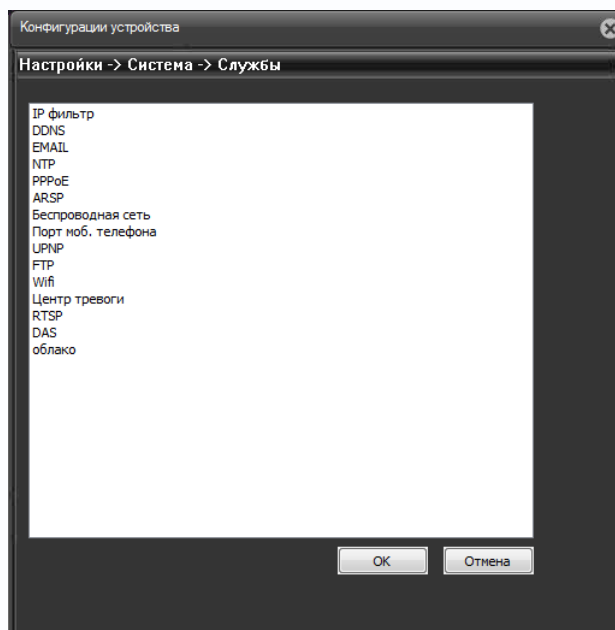 Конфигурации устройства
Настройки -> Система -> Службы
IP фильтр
DDNS
EMAIL
NTP
PPPoE
ARSP
Беспроводная сеть
Порт моб. телефона
UPNP
FTP
Wifi
Центр тревоги
RTSP
DAS
облако
OK
Отмена